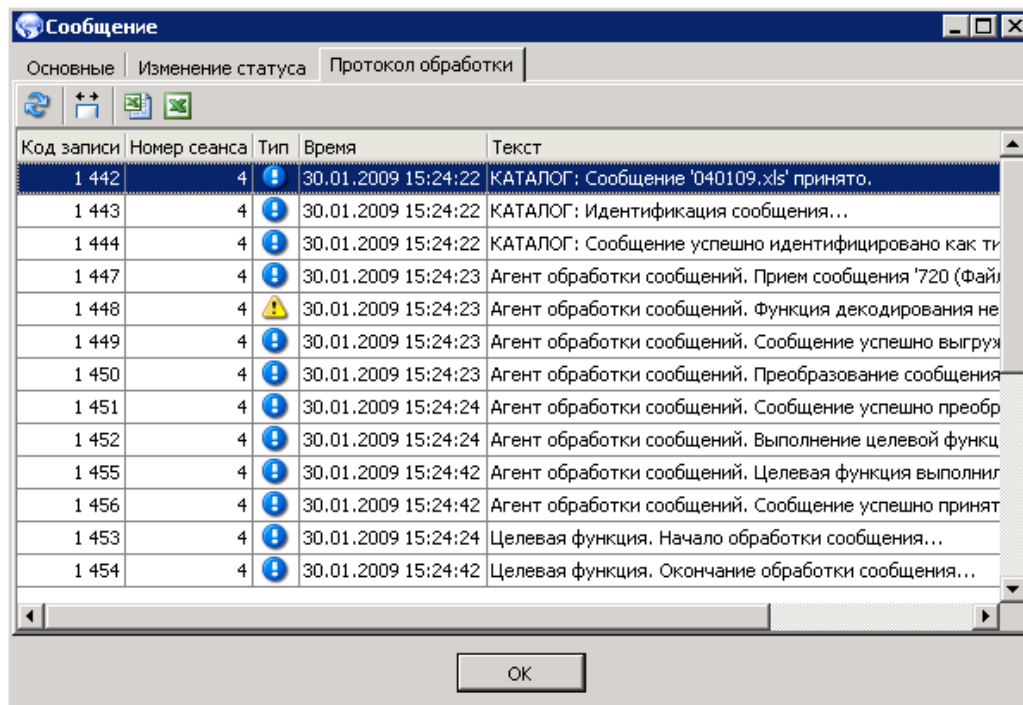 Сообщение
Основные Изменение статуса Протокол обработки
Код записи Номер сеанса Тип Время Текст
1 442 4 30.01.2009 15:24:22 КАТАЛОГ: Сообщение '040109.xls' принято.
1 443 4 30.01.2009 15:24:22 КАТАЛОГ: Идентификация сообщения...
1 444 4 30.01.2009 15:24:22 КАТАЛОГ: Сообщение успешно идентифицировано как ти
1 447 4 30.01.2009 15:24:23 Агент обработки сообщений. Прием сообщения '720 (Файл
1 448 4 30.01.2009 15:24:23 Агент обработки сообщений. Функция декодирования не
1 449 4 30.01.2009 15:24:23 Агент обработки сообщений. Сообщение успешно выгруж
1 450 4 30.01.2009 15:24:23 Агент обработки сообщений. Преобразование сообщения
1 451 4 30.01.2009 15:24:24 Агент обработки сообщений. Сообщение успешно преобр
1 452 4 30.01.2009 15:24:24 Агент обработки сообщений. Выполнение целевой функц
1 455 4 30.01.2009 15:24:42 Агент обработки сообщений. Целевая функция выполнил
1 456 4 30.01.2009 15:24:42 Агент обработки сообщений. Сообщение успешно принят
1 453 4 30.01.2009 15:24:24 Целевая функция. Начало обработки сообщения...
1 454 4 30.01.2009 15:24:42 Целевая функция. Окончание обработки сообщения...
ОК